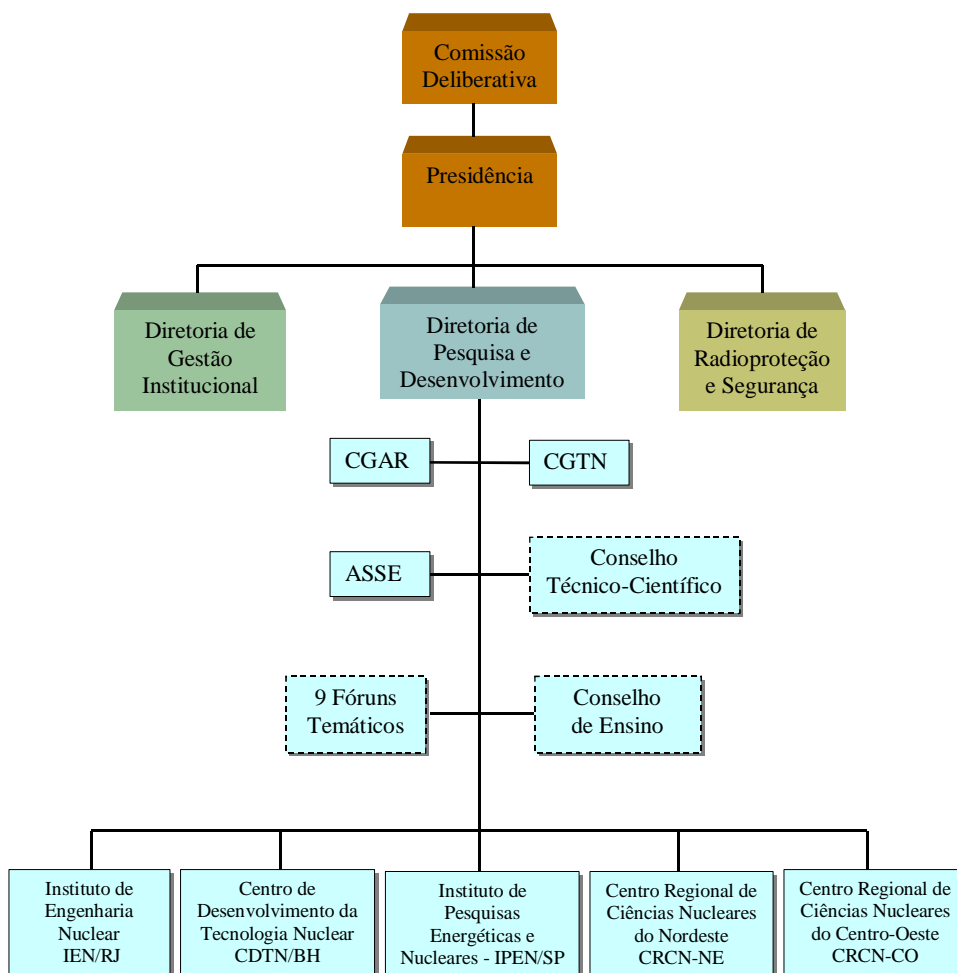 Comissão
Deliberativa
Presidência
Diretoria de
Gestão
Institucional
Diretoria de
Pesquisa e
Desenvolvimento
Diretoria de
Radioproteção
e Segurança
CGAR
CGTN
ASSE
Conselho
Técnico-Científico
9 Fóruns
Temáticos
Conselho
de Ensino
Instituto de
Engenharia
Nuclear
IEN/RJ
Centro de
Desenvolvimento da
Tecnologia Nuclear
CDTN/BH
Instituto de
Pesquisas
Energéticas e
Nucleares - IPEN/SP
Centro Regional de
Ciências Nucleares
do Nordeste
CRCN-NE
Centro Regional de
Ciências Nucleares
do Centro-Oeste
CRCN-CO